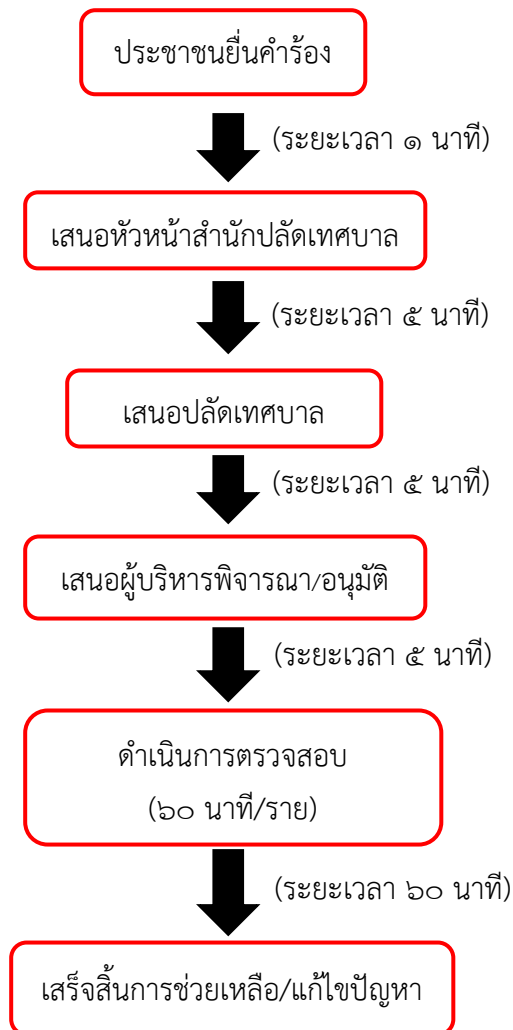 ประชาชนยื่นคำร้อง
(ระยะเวลา ๑ นาที)
เสนอหัวหน้าสำนักปลัดเทศบาล
(ระยะเวลา ๕ นาที)
เสนอปลัดเทศบาล
(ระยะเวลา ๕ นาที)
เสนอผู้บริหารพิจารณา/อนุมัติ
(ระยะเวลา ๕ นาที)
ดำเนินการตรวจสอบ
(๖๐ นาที/ราย)
(ระยะเวลา ๖๐ นาที)
เสร็จสิ้นการช่วยเหลือ/แก้ไขปัญหา